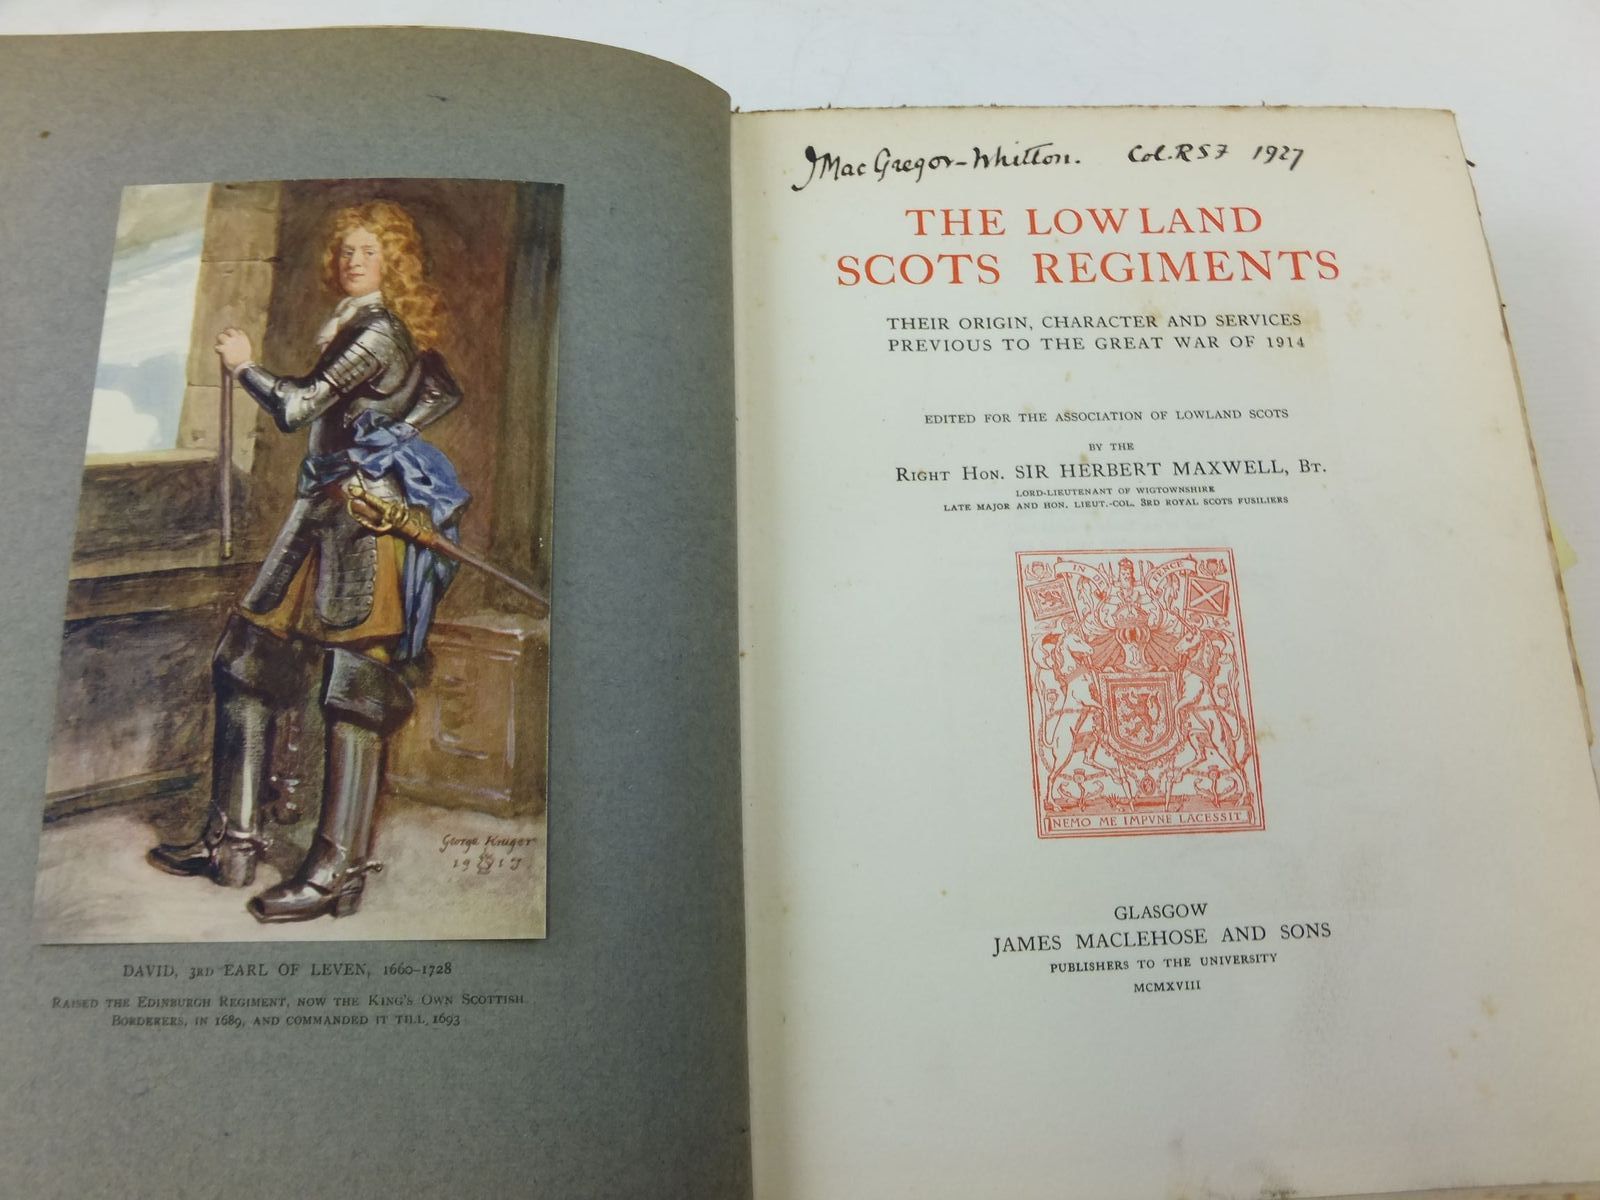 George Kruger
1917
DAVID, 3RD EARL OF LEVEN, 1660–1728
RAISED THE EDINBURGH REGIMENT, NOW THE KING'S OWN SCOTTISH
BORDERERS, IN 1689, AND COMMANDED IT TILL 1693
J MacGregor-Whitton. Col. RSF 1927
THE LOWLAND
SCOTS REGIMENTS
THEIR ORIGIN, CHARACTER AND SERVICES
PREVIOUS TO THE GREAT WAR OF 1914
EDITED FOR THE ASSOCIATION OF LOWLAND SCOTS
BY THE
RIGHT HON. SIR HERBERT MAXWELL, BT.
LORD-LIEUTENANT OF WIGTOWNSHIRE
LATE MAJOR AND HON. LIEUT.-COL. 3RD ROYAL SCOTS FUSILIERS
IN DEFENCE
NEMO ME IMPVNE LACESSIT
GLASGOW
JAMES MACLEHOSE AND SONS
PUBLISHERS TO THE UNIVERSITY
MCMXVIII